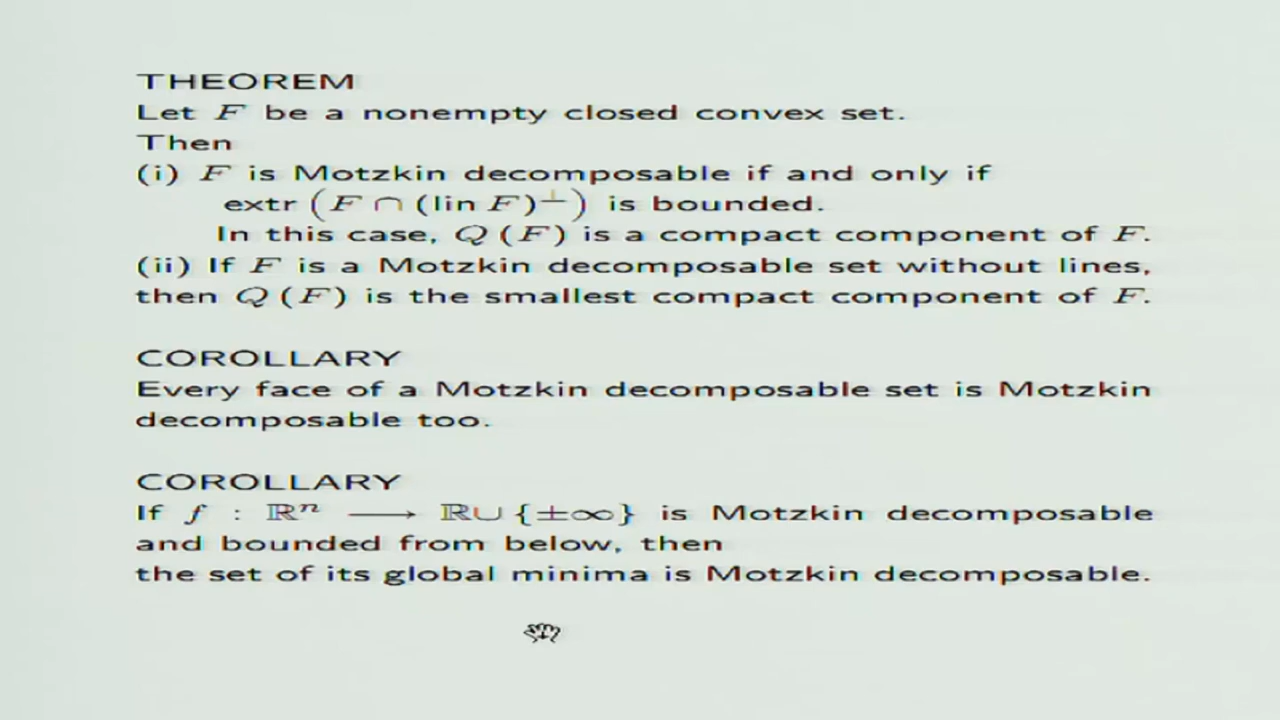 THEOREM
Let F be a nonempty closed convex set.
Then
(i) F is Motzkin decomposable if and only if
extr (F ∩ (lin F)⊥) is bounded.
In this case, Q (F) is a compact component of F.
(ii) If F is a Motzkin decomposable set without lines,
then Q (F) is the smallest compact component of F.
COROLLARY
Every face of a Motzkin decomposable set is Motzkin
decomposable too.
COROLLARY
If f : ℝⁿ ⟶ ℝ∪ {±∞} is Motzkin decomposable
and bounded from below, then
the set of its global minima is Motzkin decomposable.